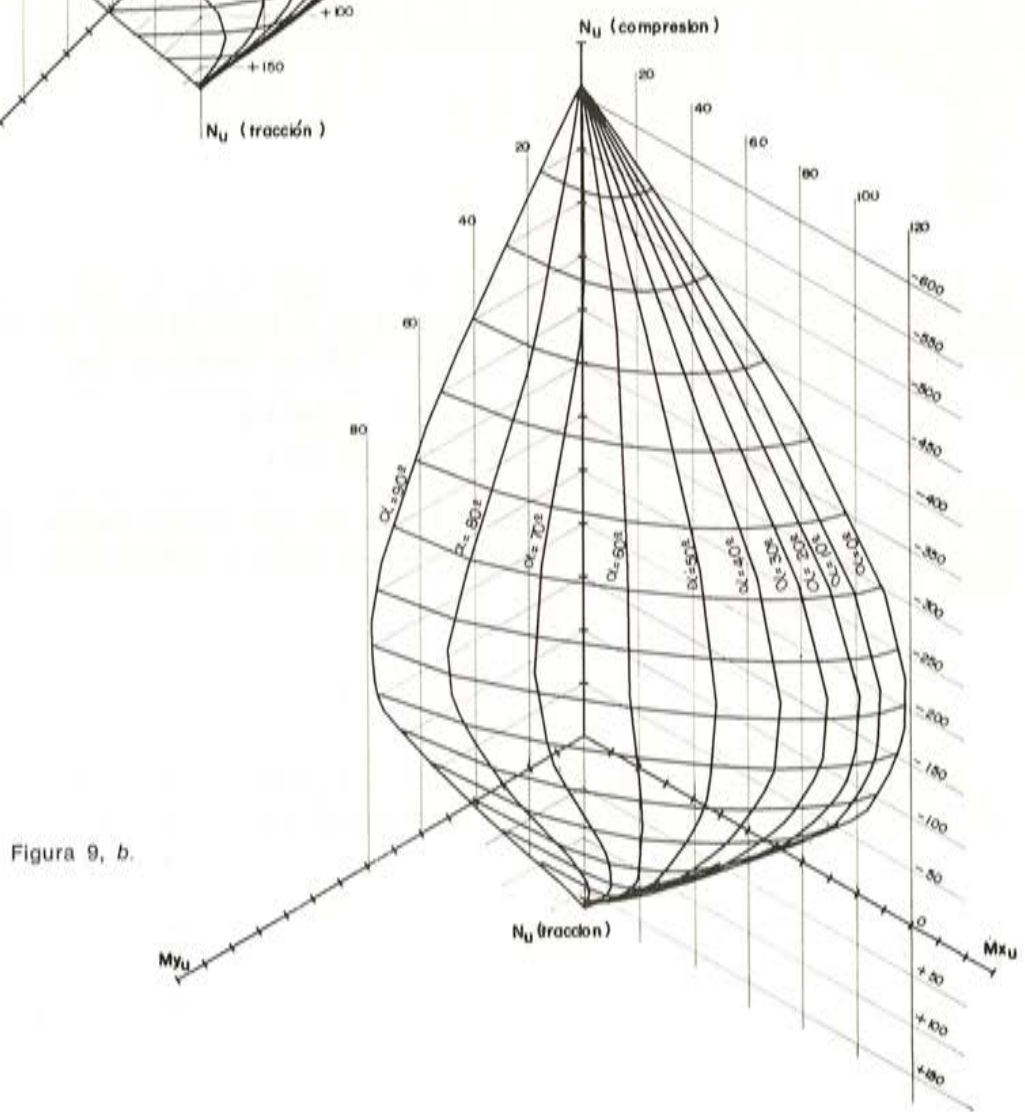 +100
+150
Nu (tracción)
Nu (compresion)
20
40
60
80
100
120
20
40
60
80
-600
-550
-500
-450
-400
-350
-300
-250
-200
-150
-100
-50
0
+50
+100
+150
α=90º
α=80º
α=70º
α=60º
α=50º
α=40º
α=30º
α=20º
α=10º
α=0º
Figura 9, b.
Nu (traccion)
Myu
Mxu